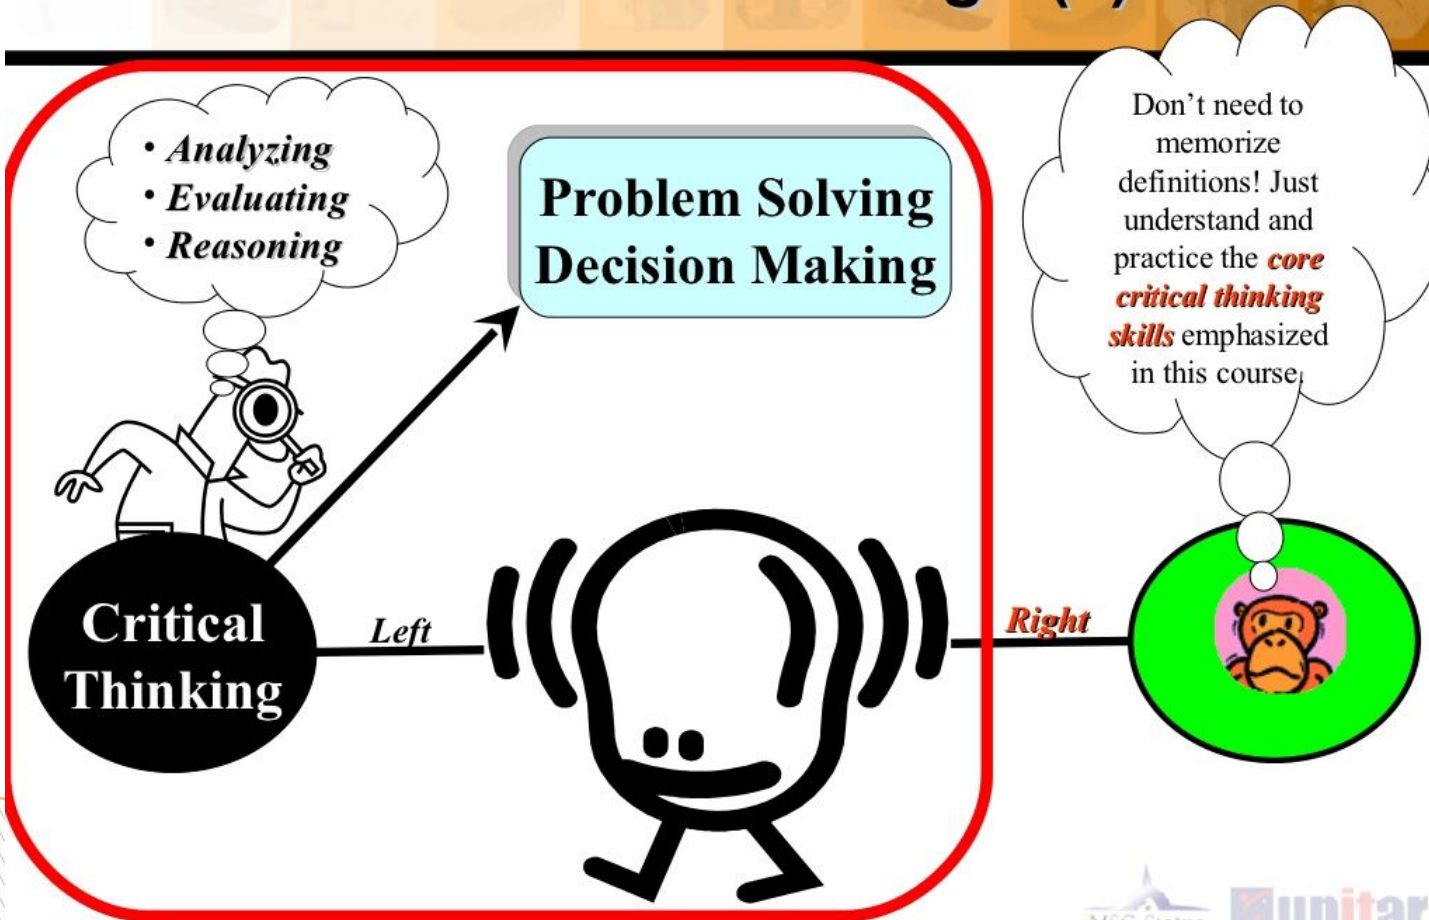 • Analyzing
• Evaluating
• Reasoning
Problem Solving
Decision Making
Don’t need to
memorize
definitions! Just
understand and
practice the core
critical thinking
skills emphasized
in this course.
Critical
Thinking
Left
Right
unitar